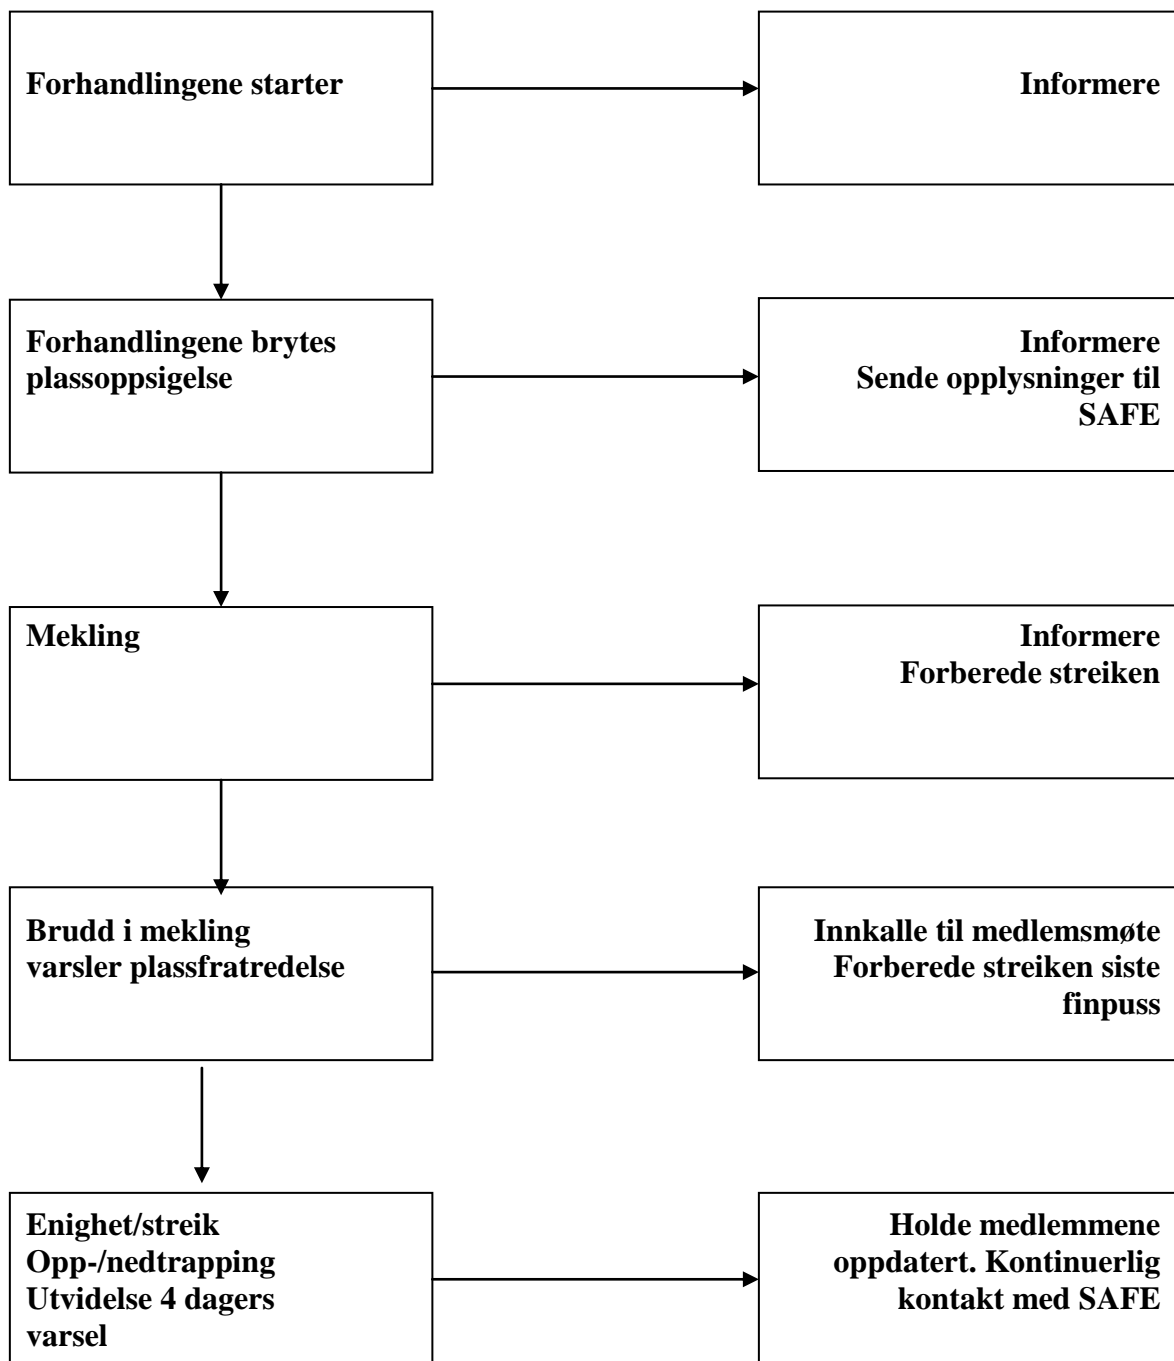 Forhandlingene starter
Informere
Forhandlingene brytes
plassoppsigelse
Informere
Sende opplysninger til
SAFE
Mekling
Informere
Forberede streiken
Brudd i mekling
varsler plassfratredelse
Innkalle til medlemsmøte
Forberede streiken siste
finpuss
Enighet/streik
Opp-/nedtrapping
Utvidelse 4 dagers
varsel
Holde medlemmene
oppdatert. Kontinuerlig
kontakt med SAFE